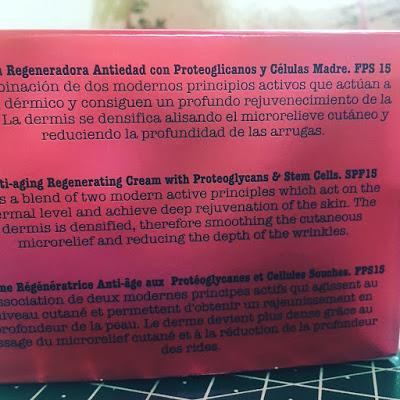 Regeneradora Antiedad con Proteoglicanos y Células Madre. FPS 15
binación de dos modernos principios activos que actúan a
dérmico y consiguen un profundo rejuvenecimiento de la
La dermis se densifica alisando el microrelieve cutáneo y
reduciendo la profundidad de las arrugas.
ti-aging Regenerating Cream with Proteoglycans & Stem Cells. SPF15
s a blend of two modern active principles which act on the
ermal level and achieve deep rejuvenation of the skin. The
dermis is densified, therefore smoothing the cutaneous
microrelief and reducing the depth of the wrinkles.
me Régénératrice Anti-âge aux Protéoglycanes et Cellules Souches. FPS15
ssociation de deux modernes principes actifs qui agissent au
niveau cutané et permettent d'obtenir un rajeunissement en
profondeur de la peau. Le derme devient plus dense grâce au
ssage du microrelief cutané et à la réduction de la profondeur
des rides.